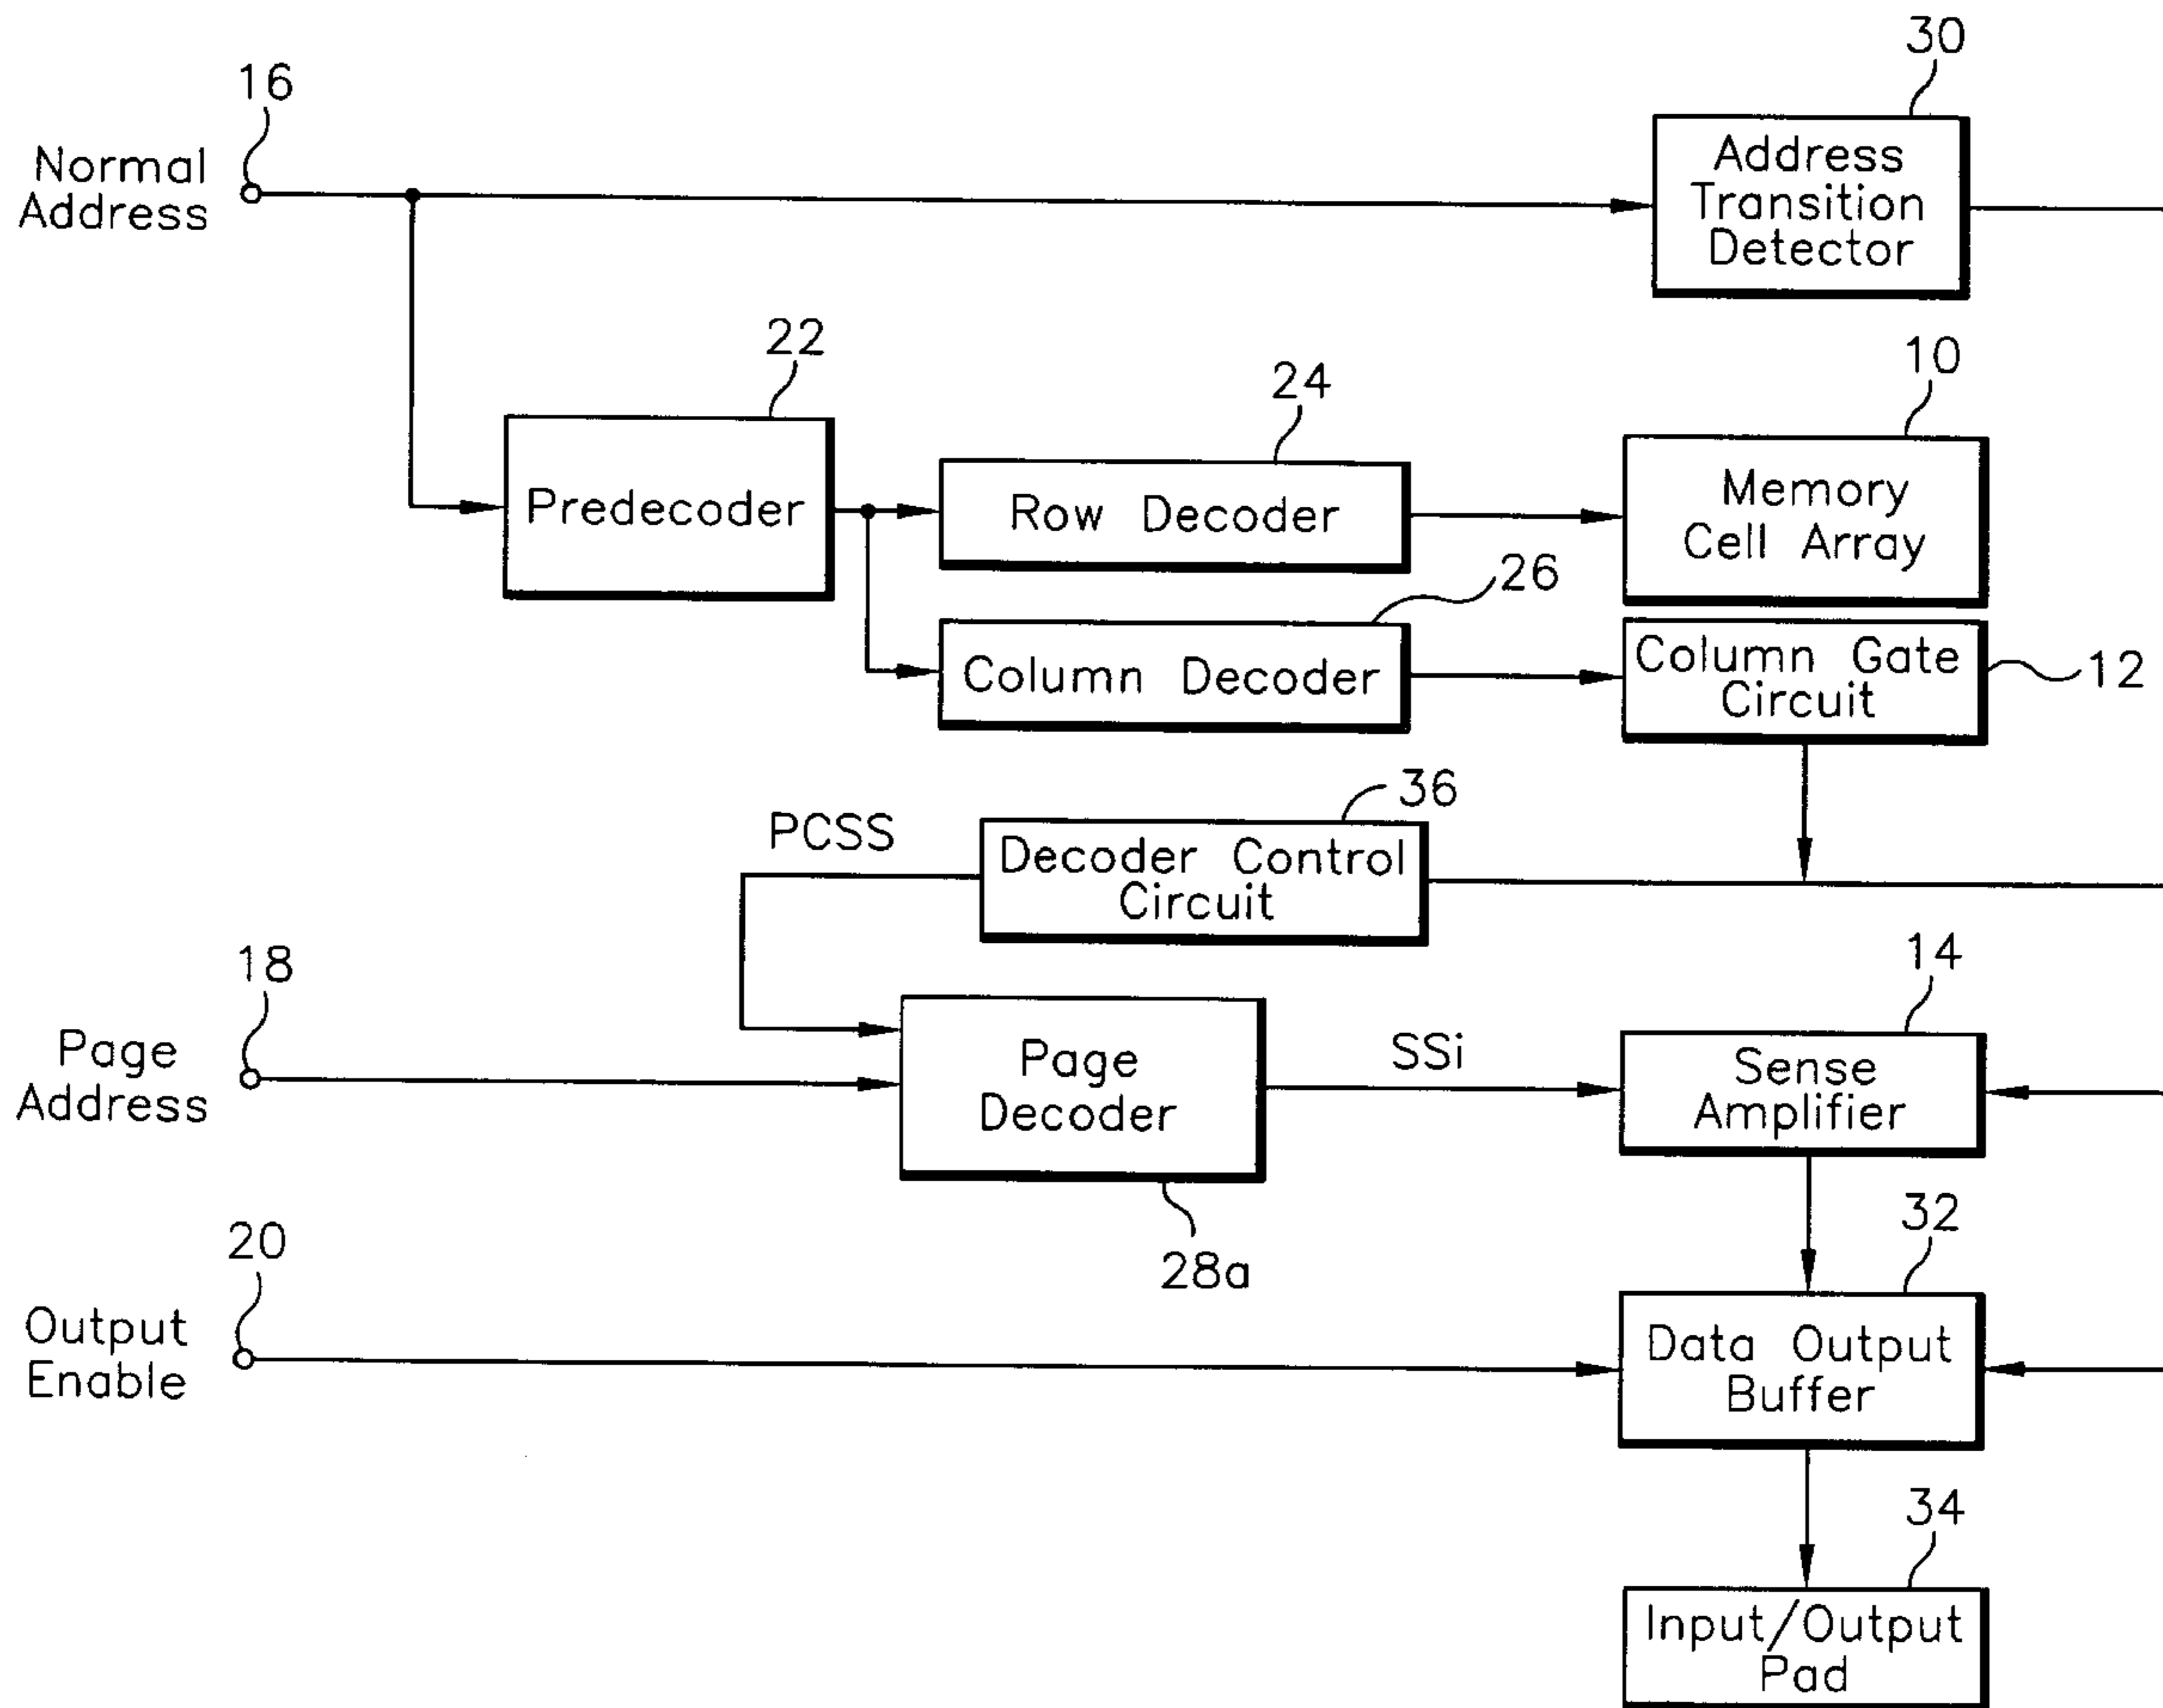 30
16
Normal
Address
Address
Transition
Detector
22
24
10
Predecoder
Row Decoder
Memory
Cell Array
26
Column Decoder
Column Gate
Circuit
12
36
PCSS
Decoder Control
Circuit
18
14
Page
Address
Page
Decoder
SSi
Sense
Amplifier
28a
20
32
Output
Enable
Data Output
Buffer
34
Input/Output
Pad